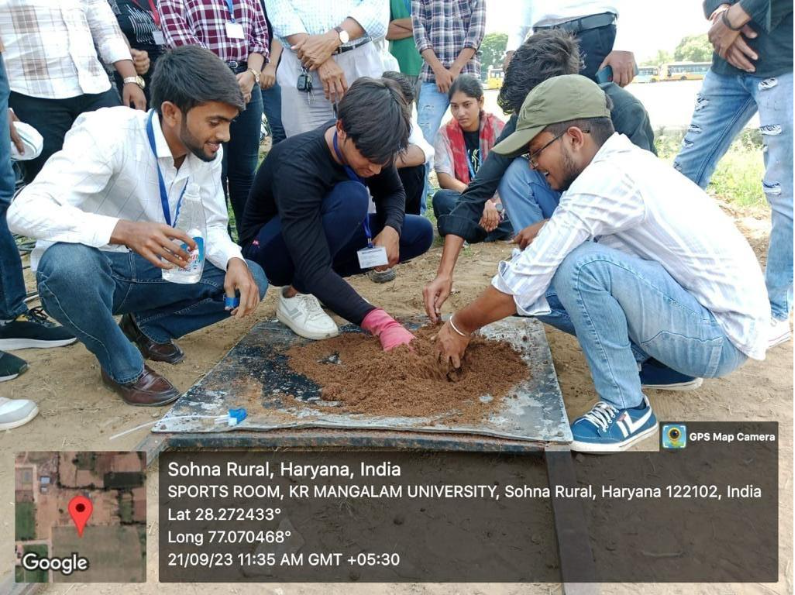 GPS Map Camera
Sohna Rural, Haryana, India
SPORTS ROOM, KR MANGALAM UNIVERSITY, Sohna Rural, Haryana 122102, India
Lat 28.272433°
Long 77.070468°
21/09/23 11:35 AM GMT +05:30
Google